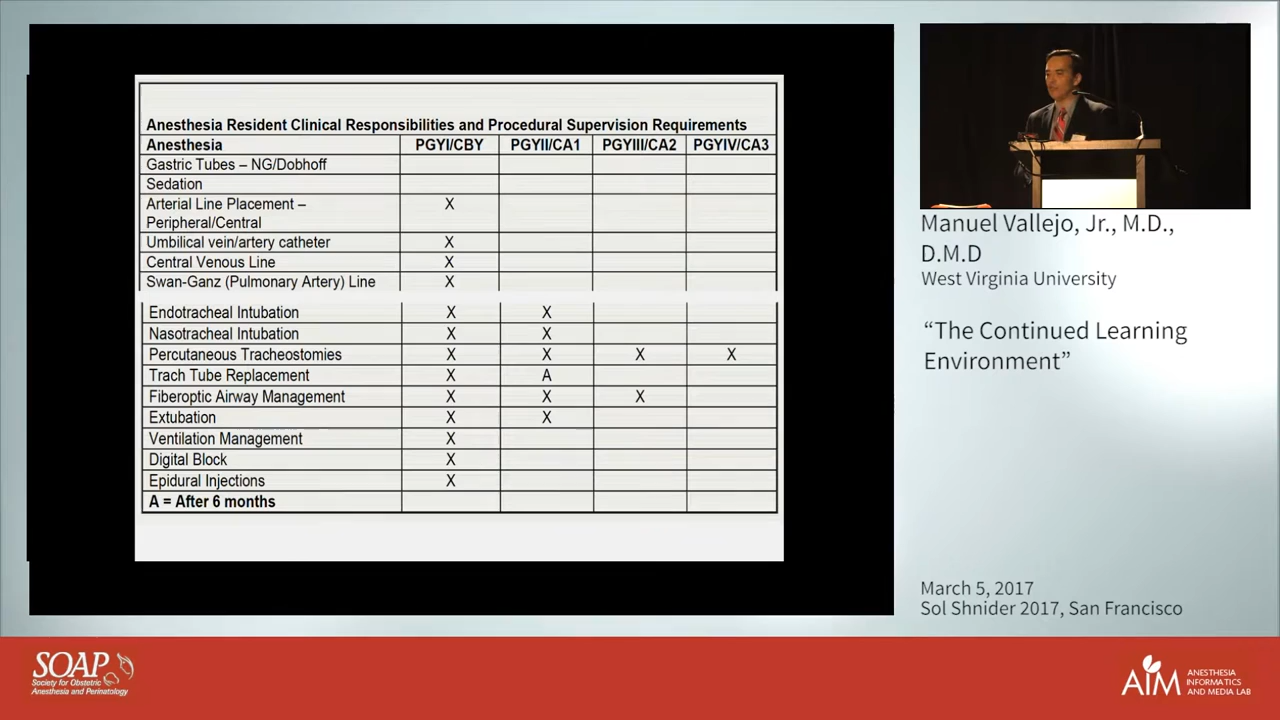 Anesthesia Resident Clinical Responsibilities and Procedural Supervision Requirements
Anesthesia PGYI/CBY PGYII/CA1 PGYIII/CA2 PGYIV/CA3
Gastric Tubes – NG/Dobhoff
Sedation
Arterial Line Placement – X
Peripheral/Central
Umbilical vein/artery catheter X
Central Venous Line X
Swan-Ganz (Pulmonary Artery) Line X
Endotracheal Intubation X X
Nasotracheal Intubation X X
Percutaneous Tracheostomies X X X X
Trach Tube Replacement X A
Fiberoptic Airway Management X X X
Extubation X X
Ventilation Management X
Digital Block X
Epidural Injections X
A = After 6 months
Manuel Vallejo, Jr., M.D.,
D.M.D
West Virginia University
“The Continued Learning
Environment”
March 5, 2017
Sol Shnider 2017, San Francisco
SOAP
Society for Obstetric
Anesthesia and Perinatology
AIM
ANESTHESIA
INFORMATICS
AND MEDIA LAB